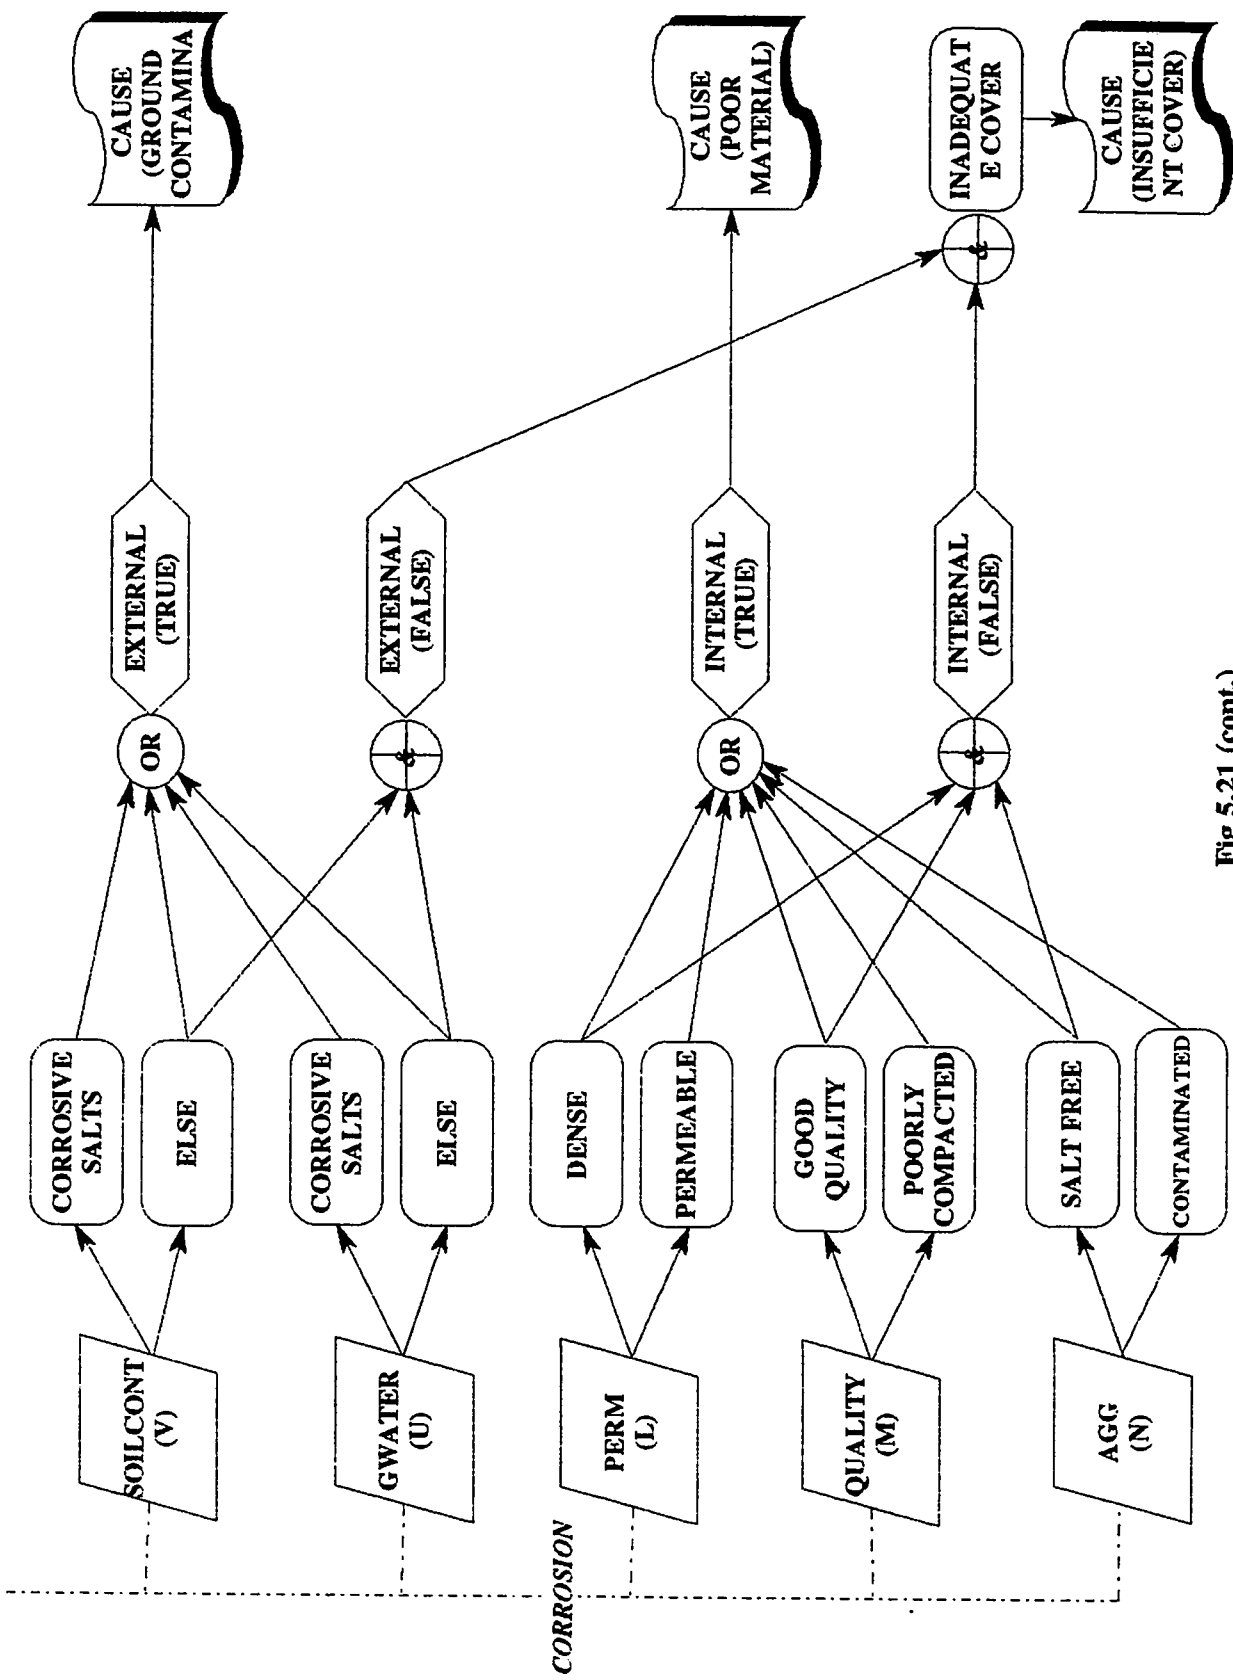 CORROSION
SOILCONT
(V)
GWATER
(U)
PERM
(L)
QUALITY
(M)
AGG
(N)
CORROSIVE
SALTS
ELSE
CORROSIVE
SALTS
ELSE
DENSE
PERMEABLE
GOOD
QUALITY
POORLY
COMPACTED
SALT FREE
CONTAMINATED
OR
&
OR
&
EXTERNAL
(TRUE)
EXTERNAL
(FALSE)
INTERNAL
(TRUE)
INTERNAL
(FALSE)
&
CAUSE
(GROUND
CONTAMINA
CAUSE
(POOR
MATERIAL)
INADEQUAT
E COVER
CAUSE
(INSUFFICIE
NT COVER)
Fig 5.21 (cont.)